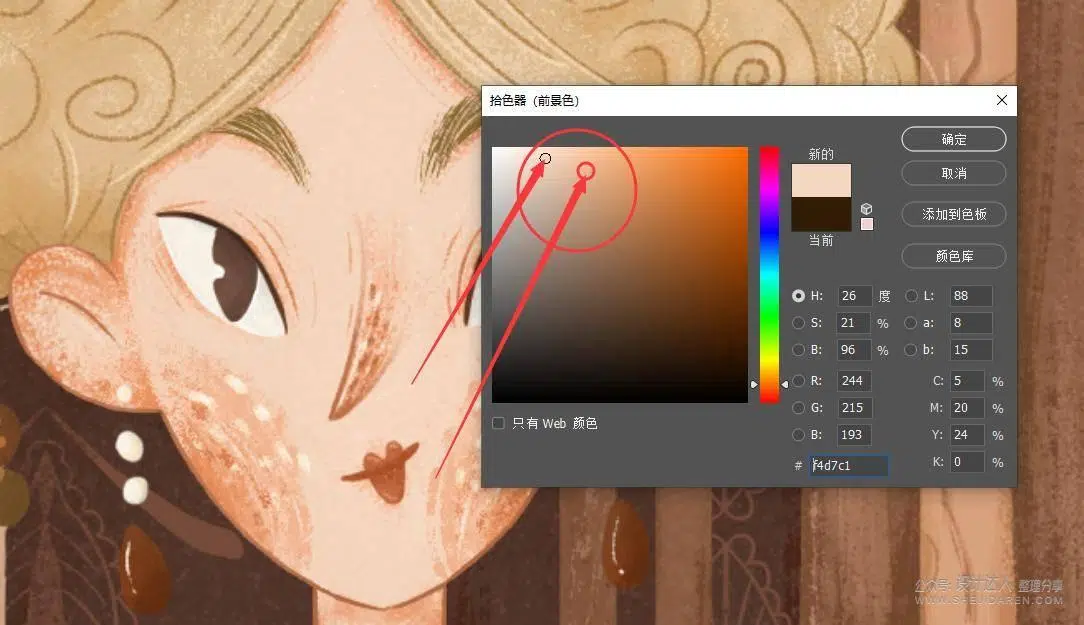 拾色器 (前景色)
新的
当前
确定
取消
添加到色板
颜色库
H: 26 度
S: 21 %
B: 96 %
R: 244
G: 215
B: 193
# f4d7c1
L: 88
a: 8
b: 15
C: 5 %
M: 20 %
Y: 24 %
K: 0 %
只有 Web 颜色
公众号 设计达人 整理分享
WWW.SHEJIDAREN.COM